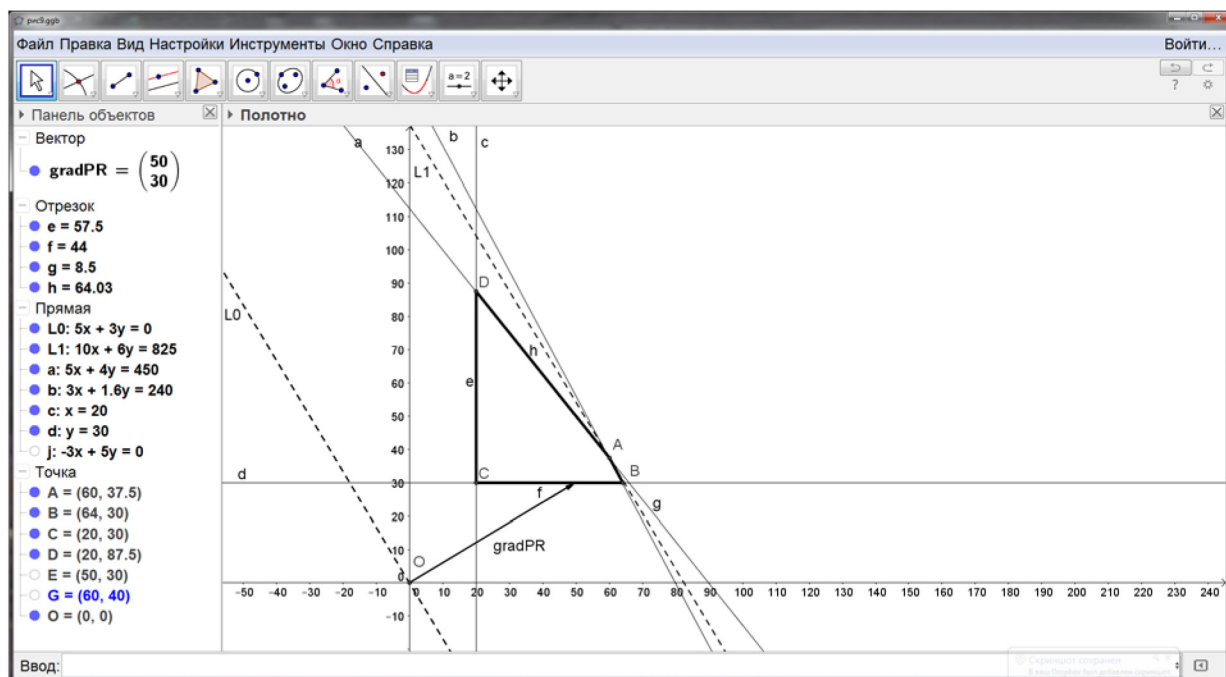 рис9.ggb
Файл Правка Вид Настройки Инструменты Окно Справка
Войти...
a=2
?
Панель объектов
Полотно
Вектор
gradPR = (50
30)
Отрезок
e = 57.5
f = 44
g = 8.5
h = 64.03
Прямая
L0: 5x + 3y = 0
L1: 10x + 6y = 825
a: 5x + 4y = 450
b: 3x + 1.6y = 240
c: x = 20
d: y = 30
j: -3x + 5y = 0
Точка
A = (60, 37.5)
B = (64, 30)
C = (20, 30)
D = (20, 87.5)
E = (50, 30)
G = (60, 40)
O = (0, 0)
a
b
c
L1
130
120
110
100
90
80
70
60
50
40
30
20
10
0
−10
D
L0
h
e
A
C
B
d
f
g
gradPR
O
−50 −40 −30 −20 −10 0 10 20 30 40 50 60 70 80 90 100 110 120 130 140 150 160 170 180 190 200 210 220 230 240
Ввод:
Скриншот сохранен
В ваш Dropbox был добавлен скриншот.